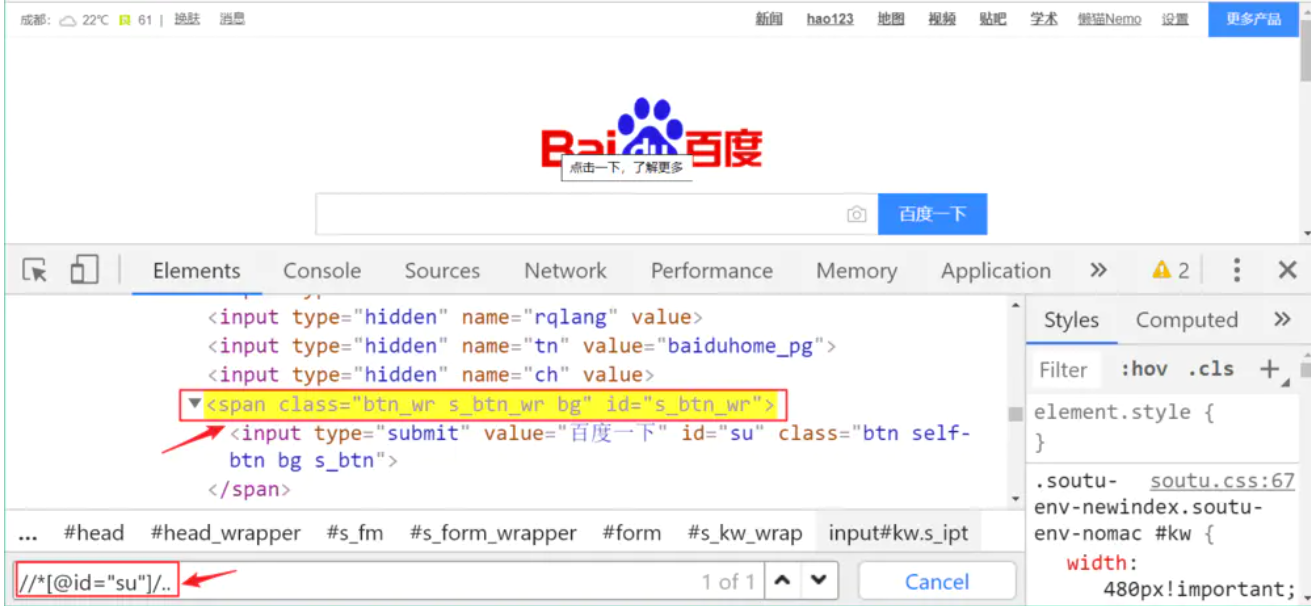 成都: 22℃ 良 61 | 换肤 消息 新闻 hao123 地图 视频 贴吧 学术 懒猫Nemo 设置 更多产品
Bai du 百度
点击一下，了解更多
百度一下
Elements Console Sources Network Performance Memory Application » 2
<input type="hidden" name="rqlang" value>
<input type="hidden" name="tn" value="baiduhome_pg">
<input type="hidden" name="ch" value>
<span class="btn_wr s_btn_wr bg" id="s_btn_wr">
<input type="submit" value="百度一下" id="su" class="btn self-
btn bg s_btn">
</span>
... #head #head_wrapper #s_fm #s_form_wrapper #form #s_kw_wrap input#kw.s_ipt
//*[@id="su"]/.. 1 of 1 Cancel
Styles Computed »
Filter :hov .cls +
element.style {
}
.soutu- soutu.css:67
env-newindex.soutu-
env-nomac #kw {
width:
480px!important;